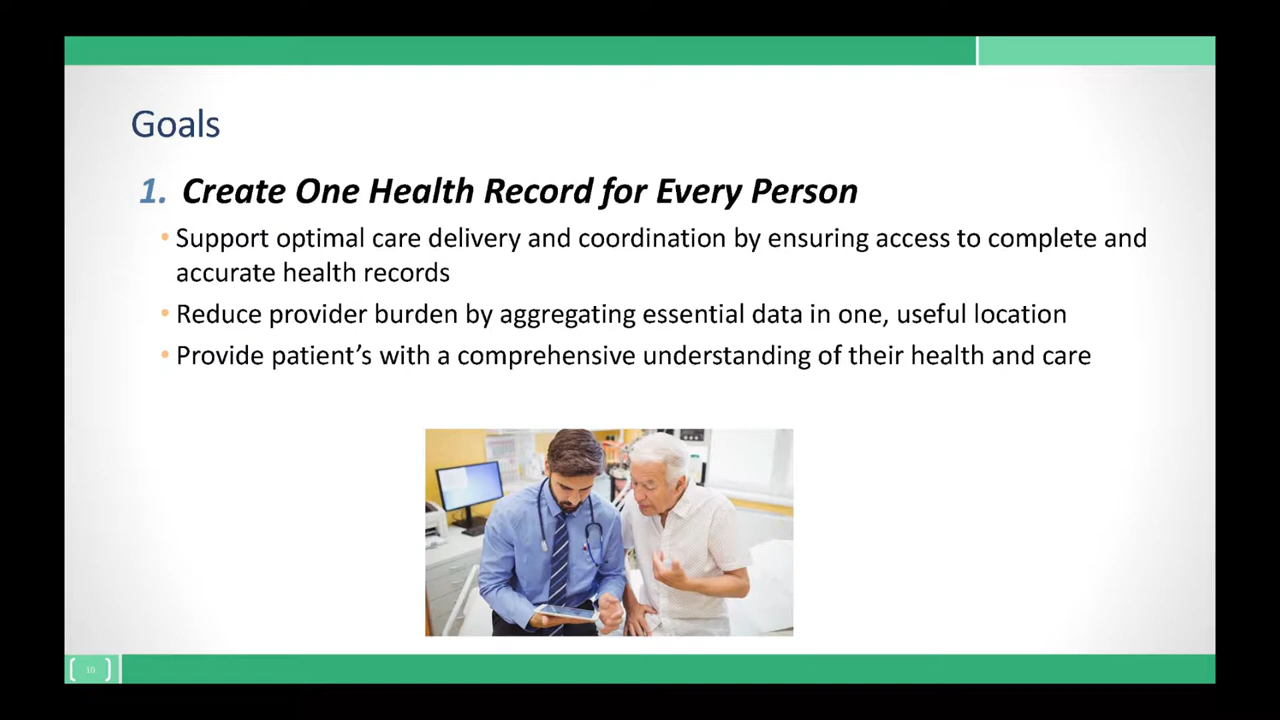 Goals
1. Create One Health Record for Every Person
• Support optimal care delivery and coordination by ensuring access to complete and
accurate health records
• Reduce provider burden by aggregating essential data in one, useful location
• Provide patient’s with a comprehensive understanding of their health and care
10